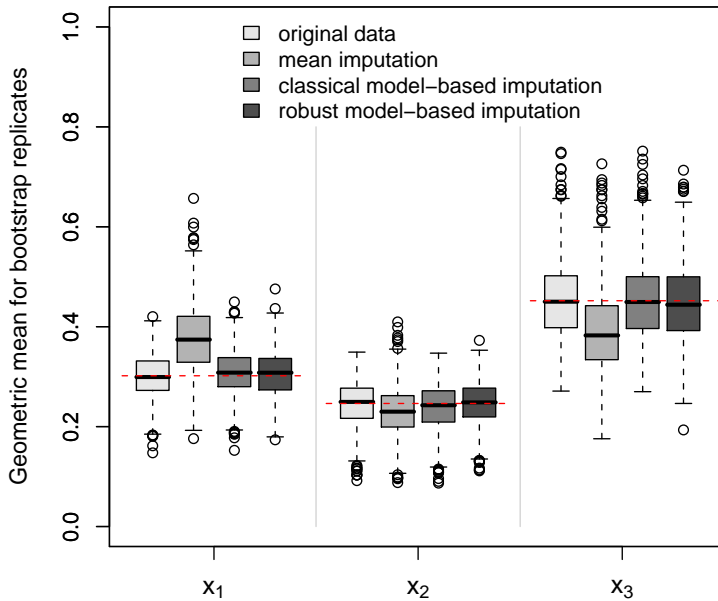 original data
mean imputation
classical model−based imputation
robust model−based imputation
Geometric mean for bootstrap replicates
1.0
0.8
0.6
0.4
0.2
0.0
x1 x2 x3